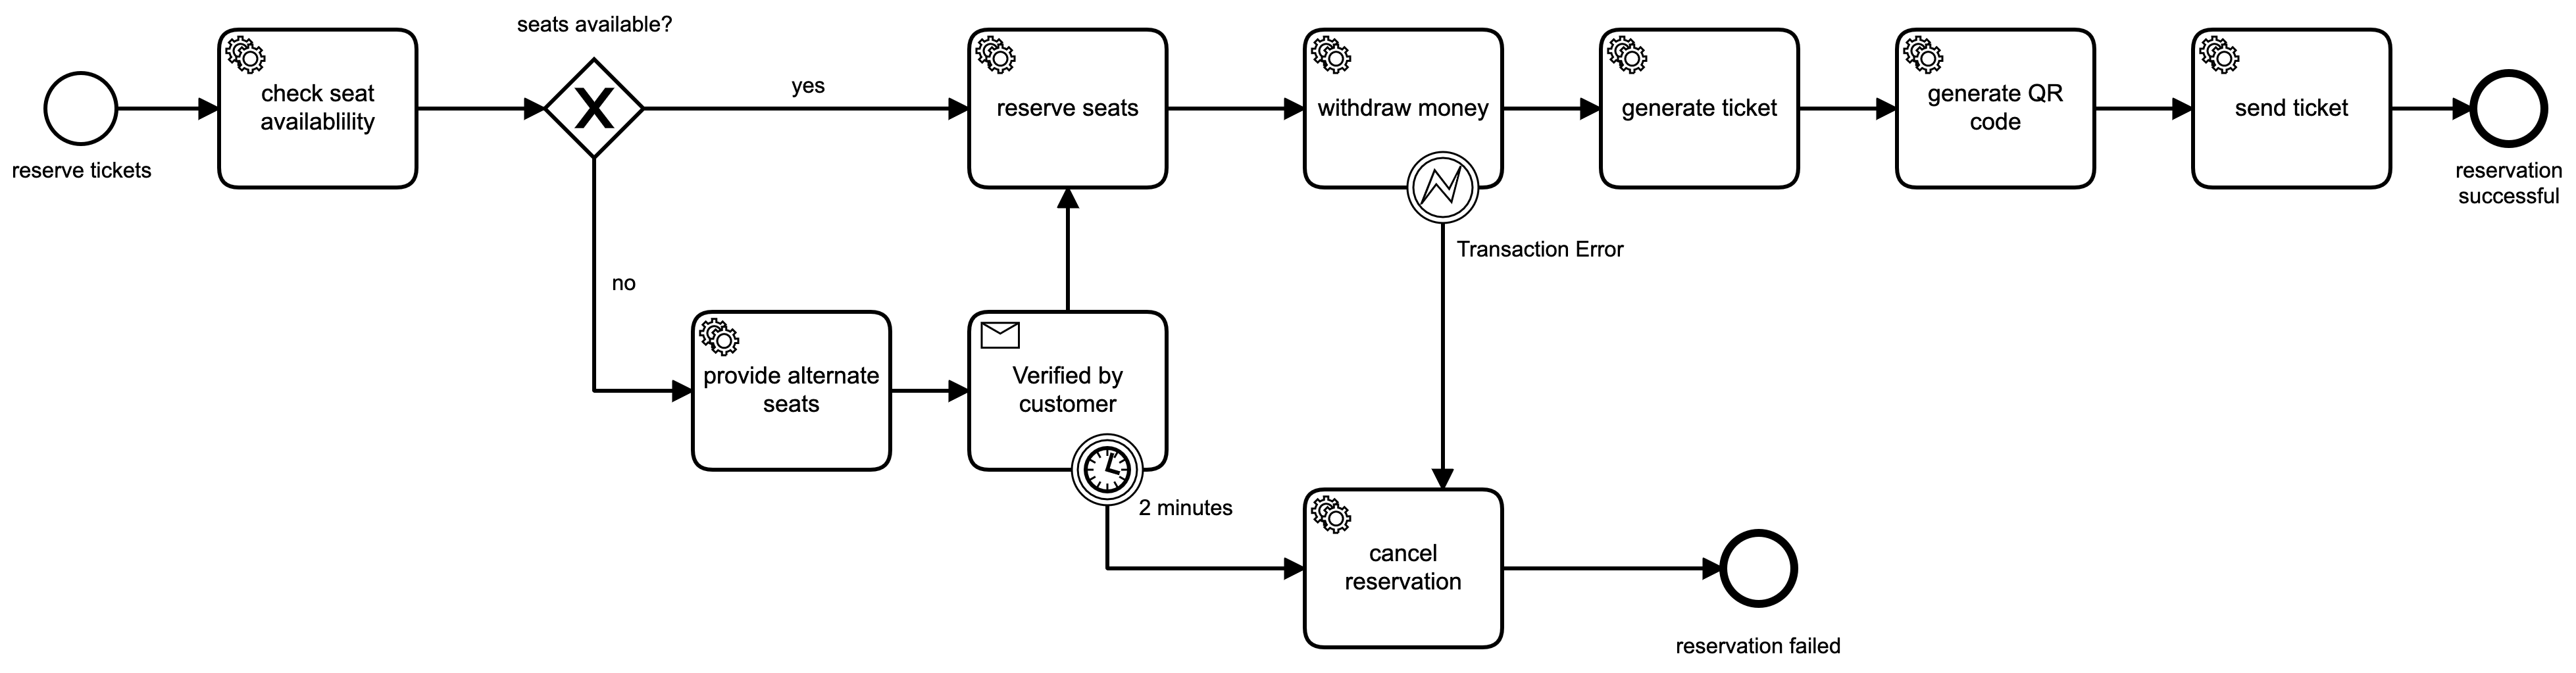 seats available?
check seat
availablility
yes
reserve seats
withdraw money
generate ticket
generate QR
code
send ticket
reserve tickets
reservation
successful
Transaction Error
no
provide alternate
seats
Verified by
customer
2 minutes
cancel
reservation
reservation failed